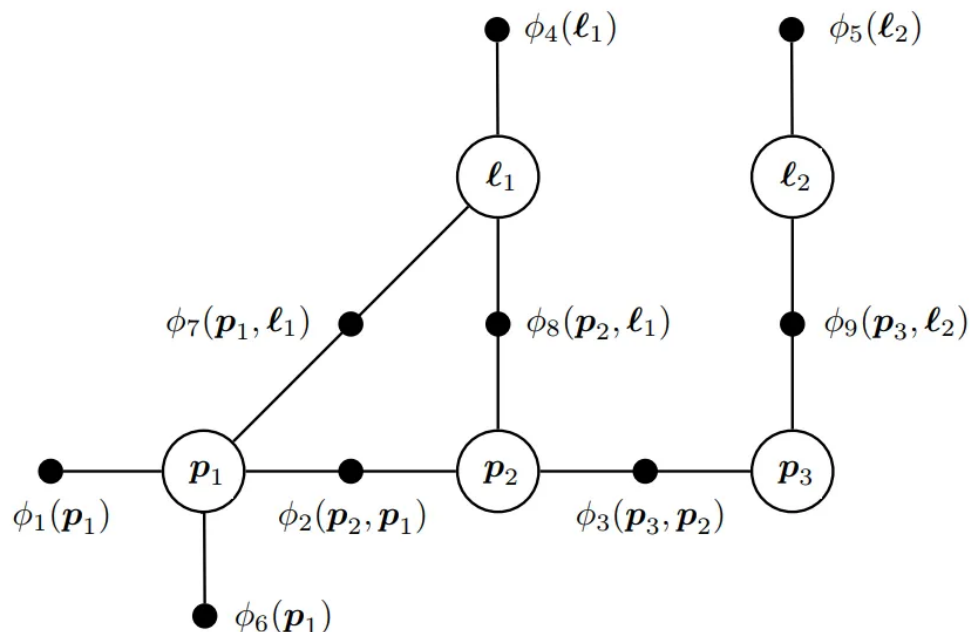 ϕ₄(ℓ₁)
ϕ₅(ℓ₂)
ℓ₁
ℓ₂
ϕ₇(p₁, ℓ₁)
ϕ₈(p₂, ℓ₁)
ϕ₉(p₃, ℓ₂)
p₁
p₂
p₃
ϕ₁(p₁)
ϕ₂(p₂, p₁)
ϕ₃(p₃, p₂)
ϕ₆(p₁)